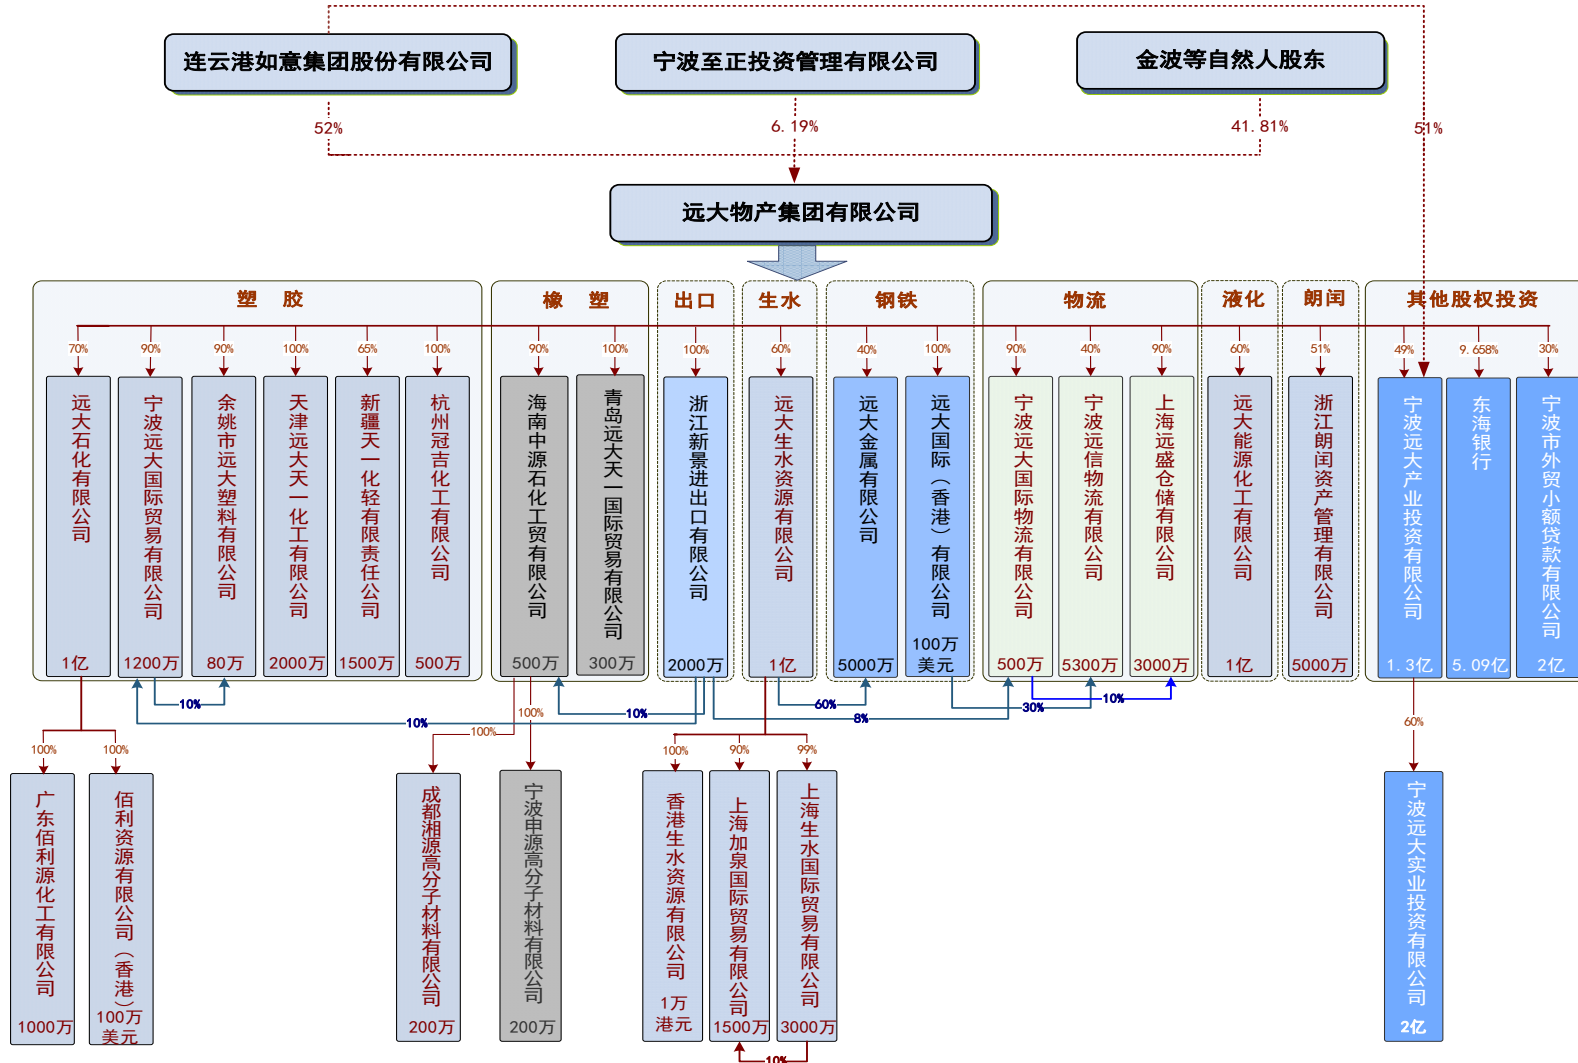 连云港如意集团股份有限公司
宁波至正投资管理有限公司
金波等自然人股东
52%
6.19%
41.81%
51%
远大物产集团有限公司
塑 胶
橡 塑
出口
生水
钢铁
物流
液化
朗闰
其他股权投资
70%
90%
90%
100%
65%
100%
90%
100%
100%
60%
40%
100%
90%
40%
90%
60%
51%
49%
9.658%
30%
远大石化有限公司
1亿
宁波远大国际贸易有限公司
1200万
余姚市远大塑料有限公司
80万
天津远大天一化工有限公司
2000万
新疆天一化轻有限责任公司
1500万
杭州冠吉化工有限公司
500万
海南中源石化工贸有限公司
500万
青岛远大天一国际贸易有限公司
300万
浙江新景进出口有限公司
2000万
远大生水资源有限公司
1亿
远大金属有限公司
5000万
远大国际（香港）有限公司
100万
美元
宁波远大国际物流有限公司
500万
宁波远信物流有限公司
5300万
上海远盛仓储有限公司
3000万
远大能源化工有限公司
1亿
浙江朗闰资产管理有限公司
5000万
宁波远大产业投资有限公司
1.3亿
东海银行
5.09亿
宁波市外贸小额贷款有限公司
2亿
10%
10%
10%
60%
8%
30%
10%
100%
100%
100%
100%
100%
90%
99%
60%
广东佰利源化工有限公司
1000万
佰利资源有限公司（香港）
100万
美元
成都湘源高分子材料有限公司
200万
宁波申源高分子材料有限公司
200万
香港生水资源有限公司
1万
港元
上海加泉国际贸易有限公司
1500万
上海生水国际贸易有限公司
3000万
宁波远大实业投资有限公司
2亿
10%